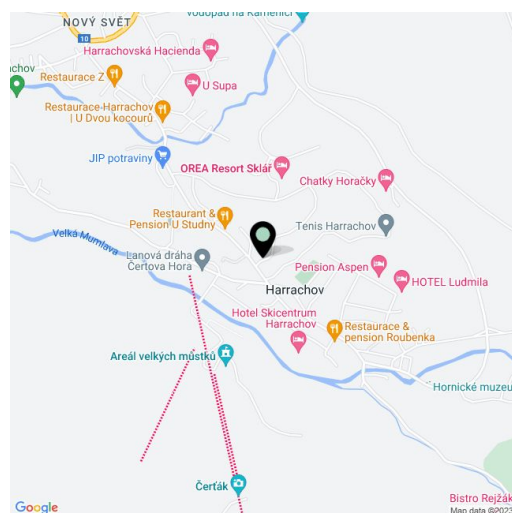 Vodopád na Kamenici
NOVÝ SVĚT
10
Harrachovská Hacienda
Restaurace Z
achov
U Supa
Restaurace Harrachov
| U Dvou kocourů
JIP potraviny
OREA Resort Sklář
Chatky Horačky
Restaurant &
Pension U Studny
Tenis Harrachov
Velká Mumlava
Lanová dráha
Čertova Hora
Pension Aspen
HOTEL Ludmila
Harrachov
Hotel Skicentrum
Harrachov
Restaurace &
pension Roubenka
Areál velkých můstků
Hornické muzeu
Čerťák
Bistro Rejžák
Google
Map data ©2023